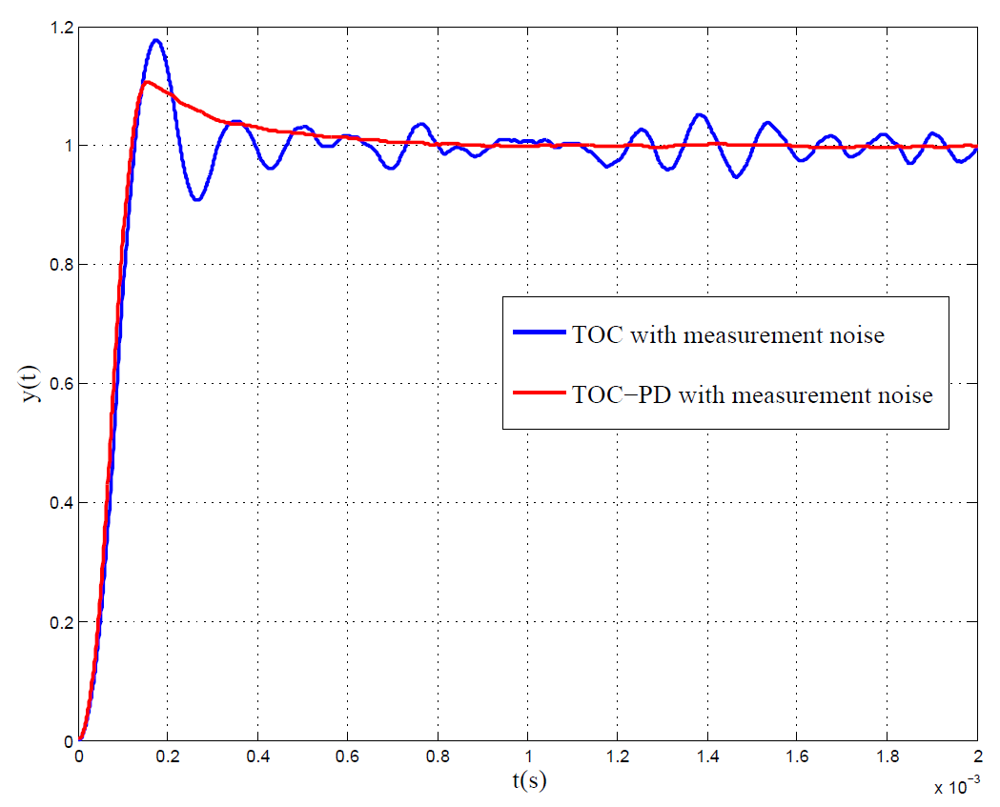 1.2
1
0.8
0.6
0.4
0.2
0
y(t)
TOC with measurement noise
TOC−PD with measurement noise
0 0.2 0.4 0.6 0.8 1 1.2 1.4 1.6 1.8 2
t(s)
x 10⁻³